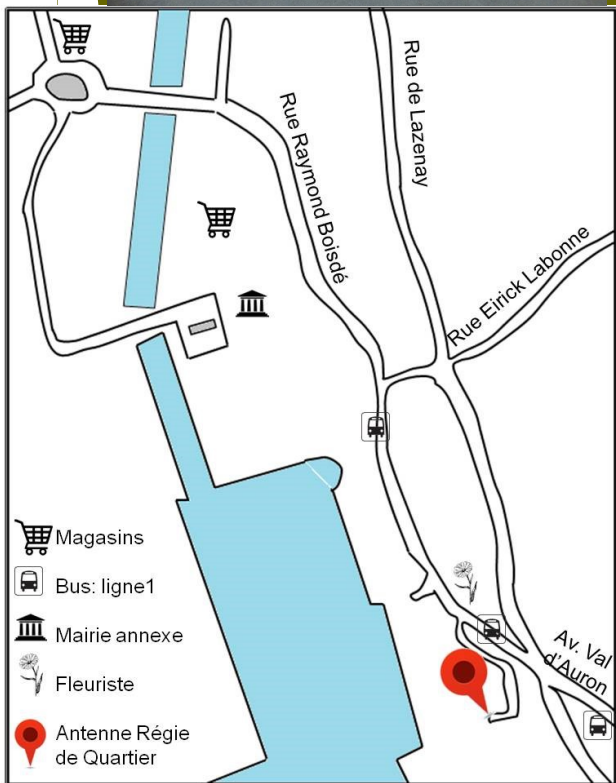 Rue Raymond Boisdé
Rue de Lazenay
Rue Eirick Labonne
Av. Val
d'Auron
Magasins
Bus: ligne1
Mairie annexe
Fleuriste
Antenne Régie
de Quartier